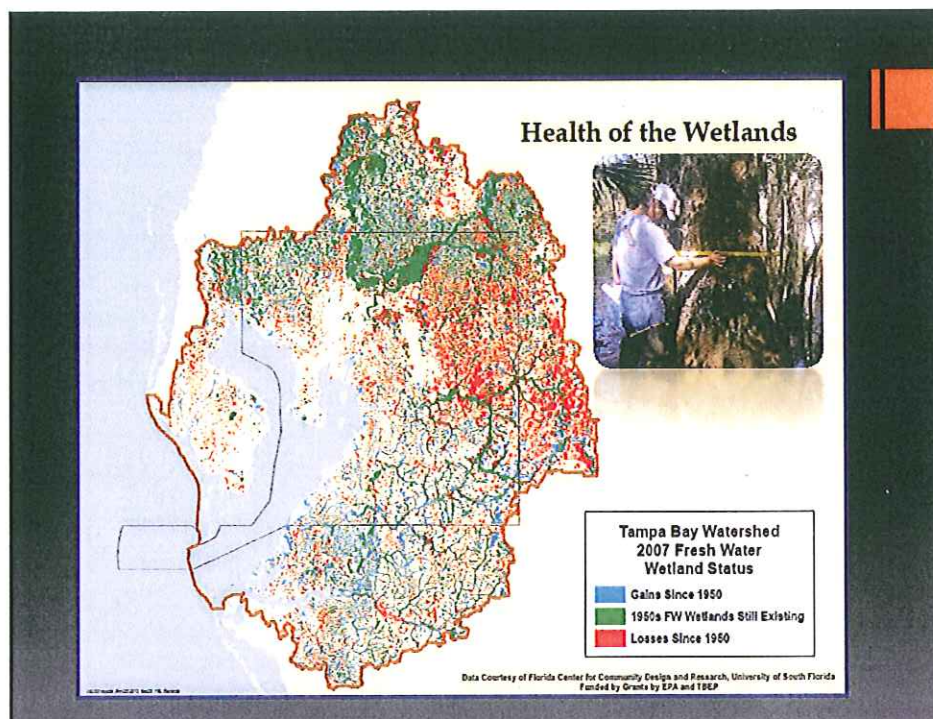 Health of the Wetlands
Tampa Bay Watershed
2007 Fresh Water
Wetland Status
Gains Since 1950
1950s FW Wetlands Still Existing
Losses Since 1950
Data Courtesy of Florida Center for Community Design and Research, University of South Florida
Funded by Grants by EPA and TBEP